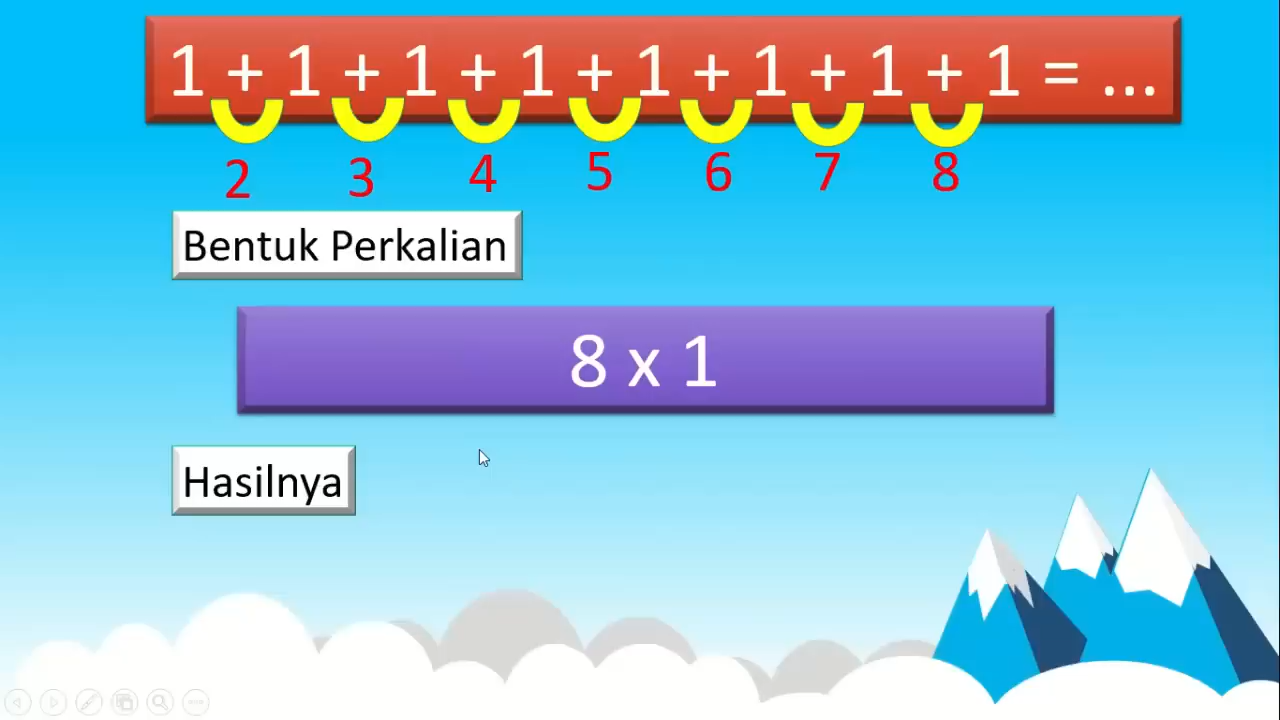 1 + 1 + 1 + 1 + 1 + 1 + 1 + 1 = ...
2 3 4 5 6 7 8
Bentuk Perkalian
8 x 1
Hasilnya